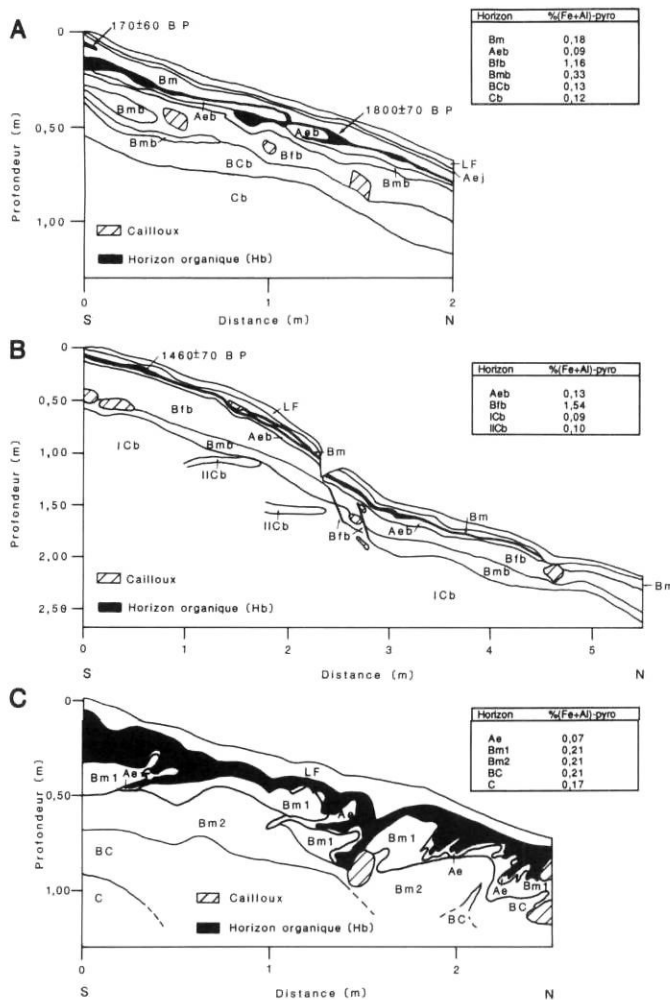 A
170±60 B P
1800±70 B P
Horizon %(Fe+Al)-pyro
Bm 0,18
Aeb 0,09
Bfb 1,16
Bmb 0,33
BCb 0,13
Cb 0,12
Profondeur (m)
0
0,50
1,00
Bm
Bmb
Aeb
Aeb
Bmb
Bfb
BCb
Bmb
Cb
LF
Aej
Cailloux
Horizon organique (Hb)
0 1 2
S Distance (m) N
B
1460±70 B P
Horizon %(Fe+Al)-pyro
Aeb 0,13
Bfb 1,54
ICb 0,09
IICb 0,10
Profondeur (m)
0
0,50
1,00
1,50
2,00
2,50
LF
Bfb
Aeb
Bm
Bmb
ICb
IICb
IICb
Bfb
Aeb
Bm
Bfb
Bmb
Bm
ICb
Cailloux
Horizon organique (Hb)
0 1 2 3 4 5
S Distance (m) N
C
Horizon %(Fe+Al)-pyro
Ae 0,07
Bm1 0,21
Bm2 0,21
BC 0,21
C 0,17
Profondeur (m)
0
0,50
1,00
LF
Bm1
Ae
Bm1
Ae
Bm2
Bm1
Bm1
Ae
Ae
Bm1
BC
Bm2
BC
BC
C
Cailloux
Horizon organique (Hb)
0 1 2
S Distance (m) N